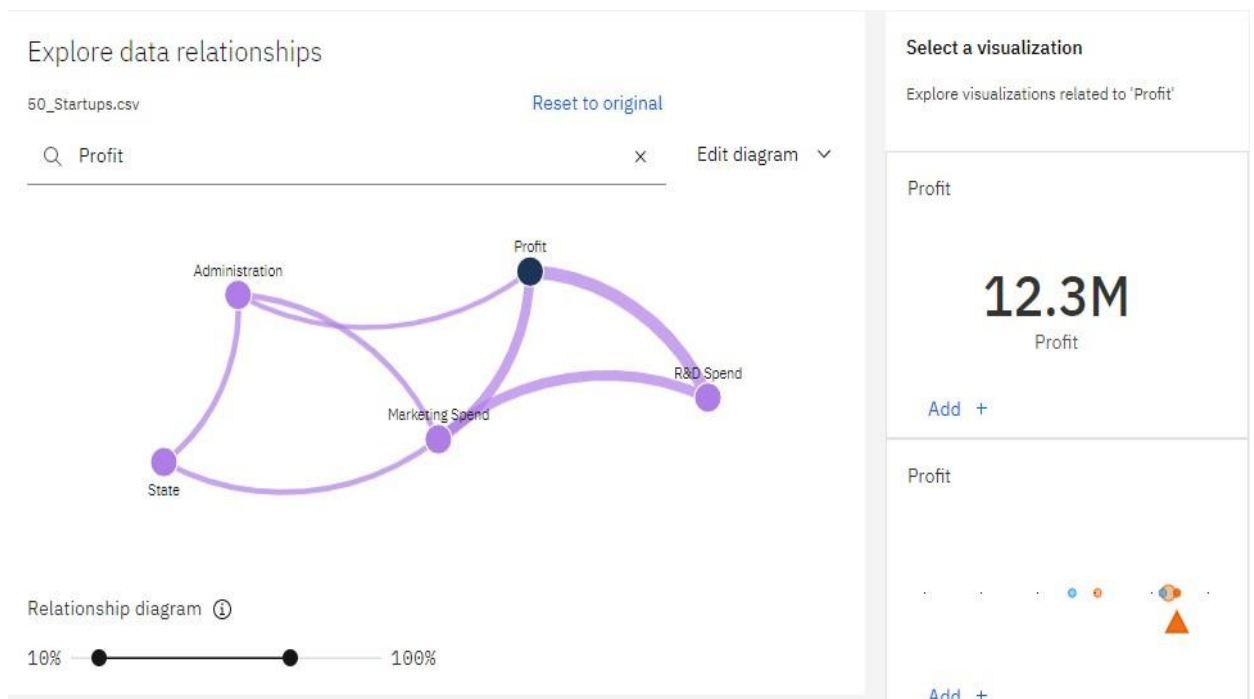 Explore data relationships
50_Startups.csv
Reset to original
Profit
Edit diagram
Profit
Administration
R&D Spend
Marketing Spend
State
Relationship diagram
10%
100%
Select a visualization
Explore visualizations related to 'Profit'
Profit
12.3M
Profit
Add +
Profit
Add +